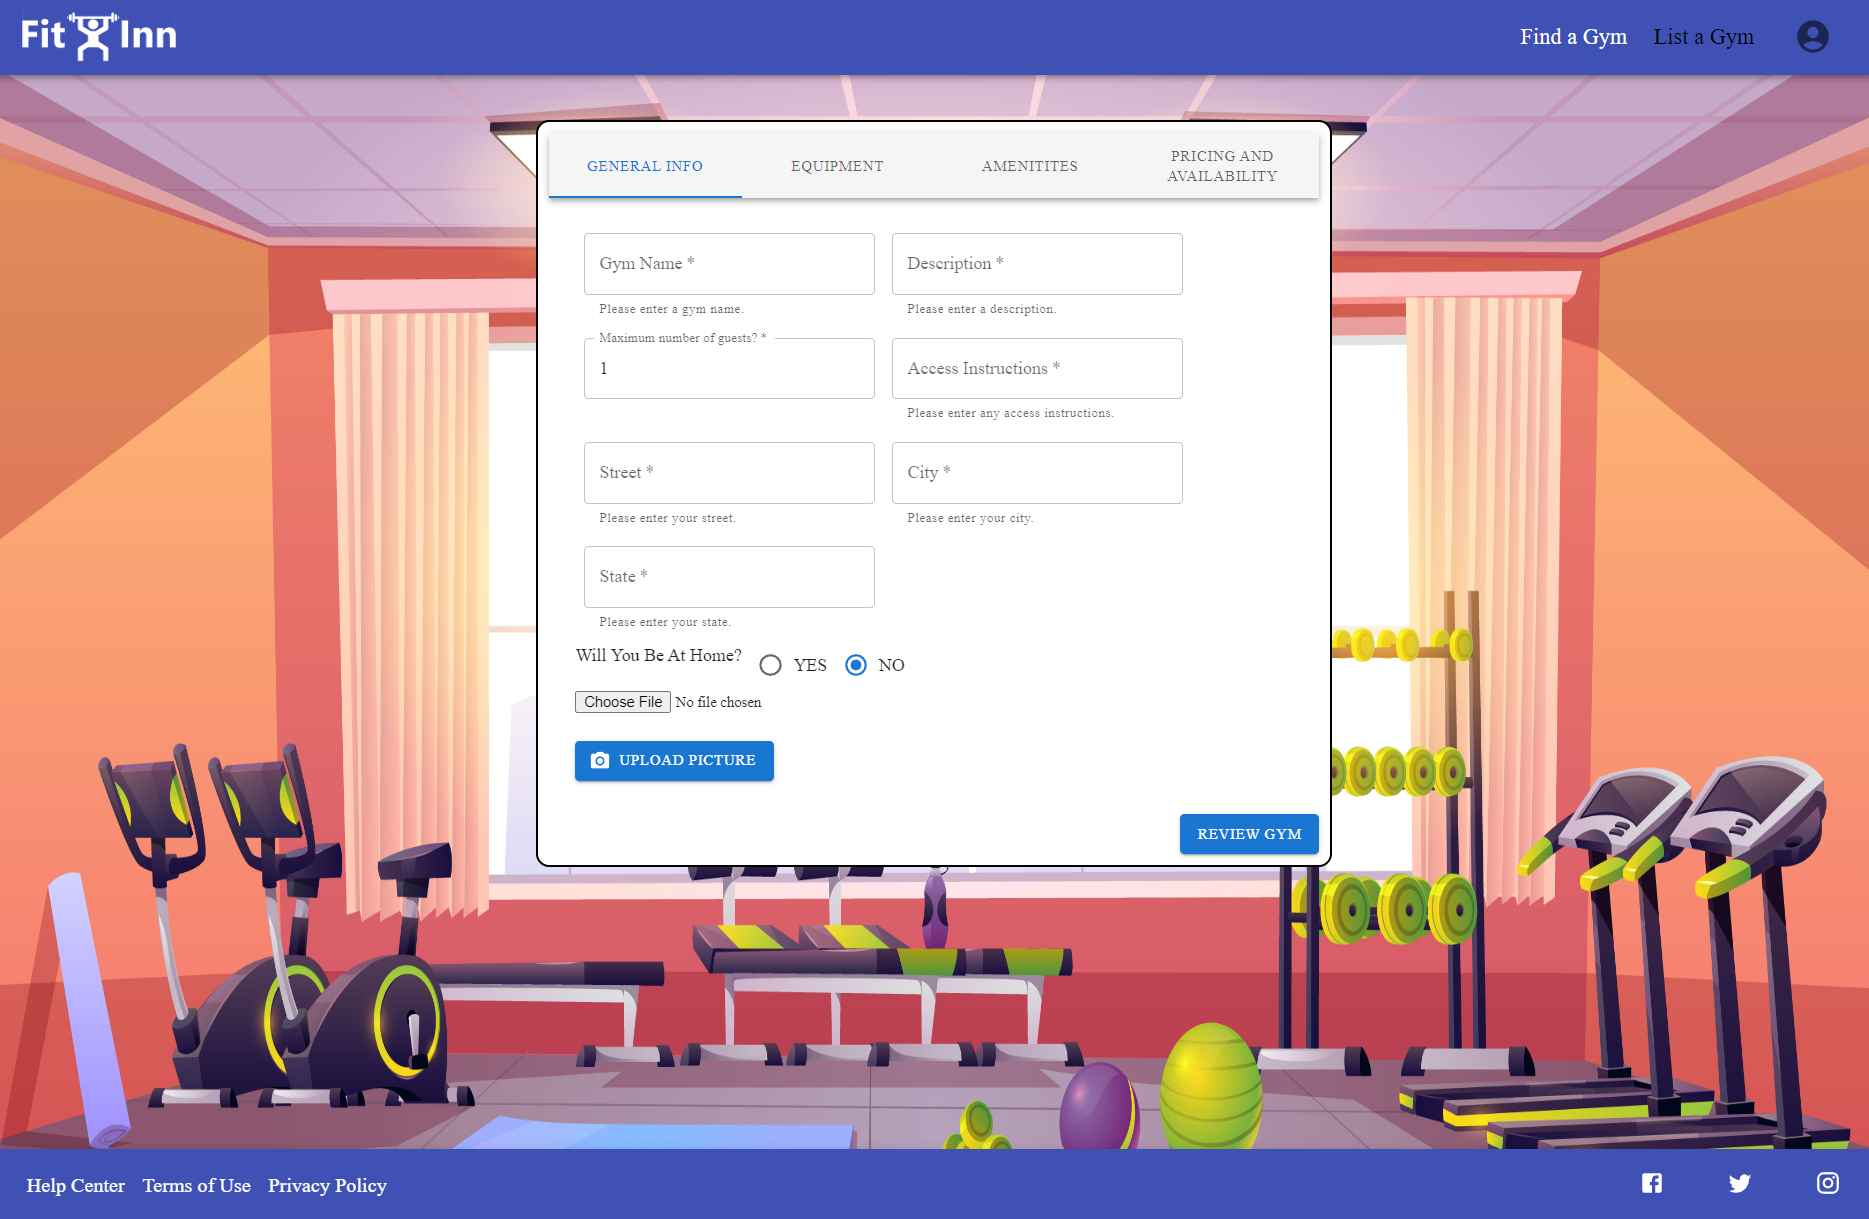 Fit Inn
Find a Gym
List a Gym
GENERAL INFO
EQUIPMENT
AMENITITES
PRICING AND
AVAILABILITY
Gym Name *
Description *
Please enter a gym name.
Please enter a description.
Maximum number of guests? *
1
Access Instructions *
Please enter any access instructions.
Street *
City *
Please enter your street.
Please enter your city.
State *
Please enter your state.
Will You Be At Home?
YES
NO
Choose File No file chosen
UPLOAD PICTURE
REVIEW GYM
Help Center
Terms of Use
Privacy Policy